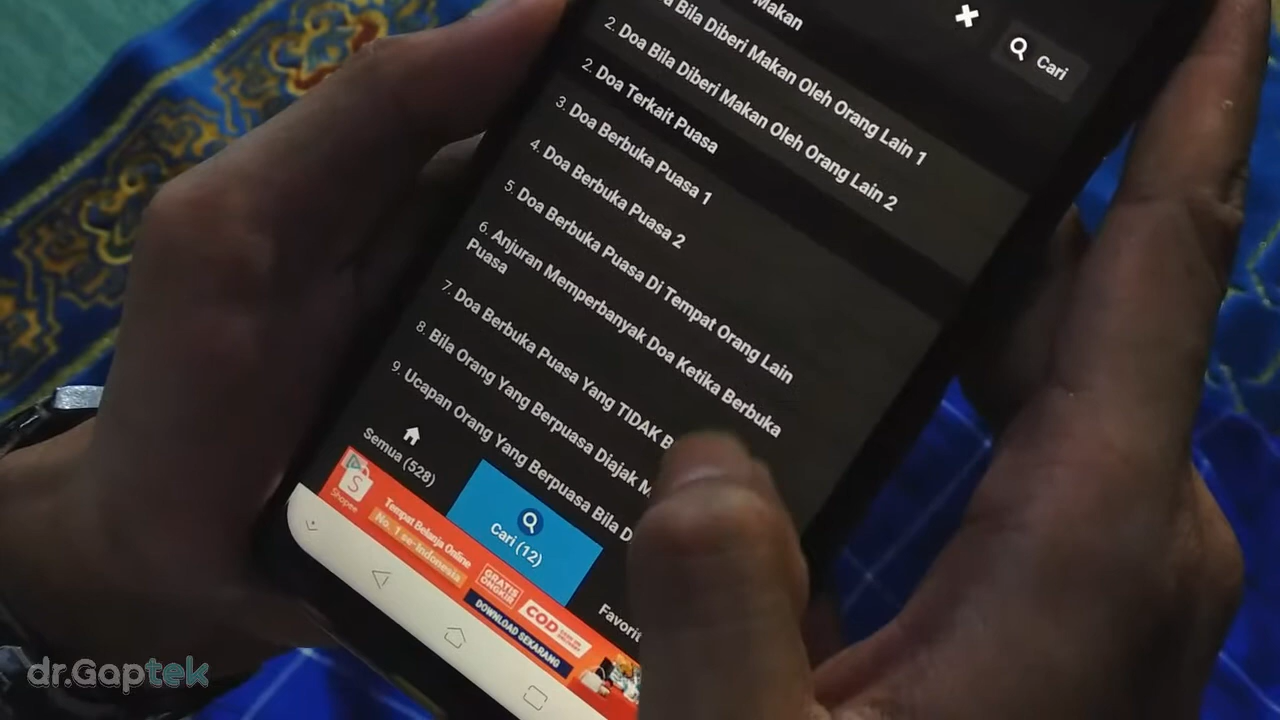 Makan
Cari
Bila Diberi Makan Oleh Orang Lain 1
2. Doa Bila Diberi Makan Oleh Orang Lain 2
2. Doa Terkait Puasa
3. Doa Berbuka Puasa 1
4. Doa Berbuka Puasa 2
5. Doa Berbuka Puasa Di Tempat Orang Lain
6. Anjuran Memperbanyak Doa Ketika Berbuka
Puasa
7. Doa Berbuka Puasa Yang TIDAK
8. Bila Orang Yang Berpuasa Diajak
9. Ucapan Orang Yang Berpuasa Bila
Semua (528)
Cari (12)
Favorit
Shopee
Tempat Belanja Online
No. 1 se-Indonesia
GRATIS
ONGKIR
COD
DOWNLOAD SEKARANG
dr.Gaptek